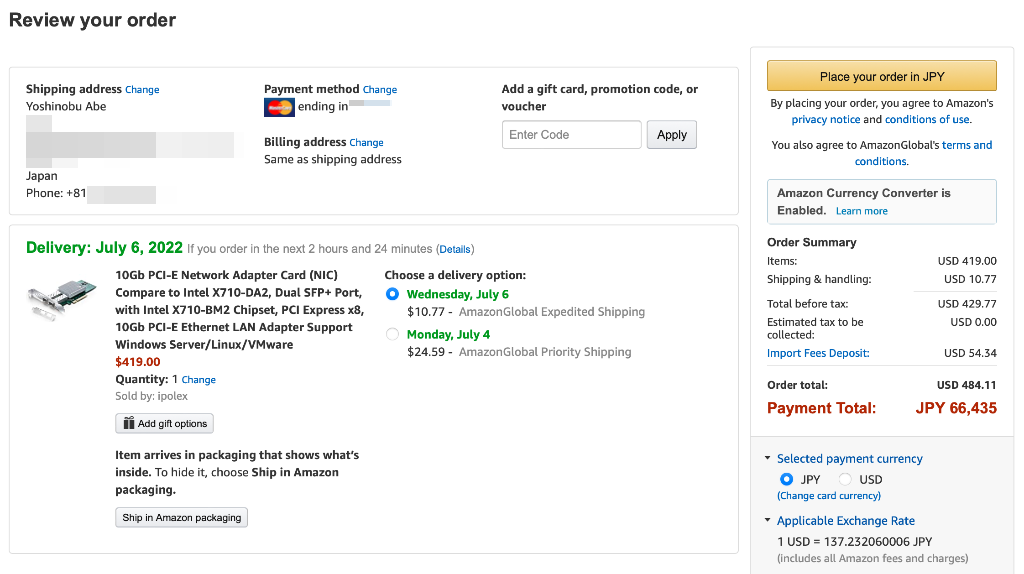 Review your order
Shipping address Change
Yoshinobu Abe
Japan
Phone: +81
Payment method Change
MasterCard ending in
Billing address Change
Same as shipping address
Add a gift card, promotion code, or
voucher
Enter Code
Apply
Delivery: July 6, 2022 If you order in the next 2 hours and 24 minutes (Details)
10Gb PCI-E Network Adapter Card (NIC)
Compare to Intel X710-DA2, Dual SFP+ Port,
with Intel X710-BM2 Chipset, PCI Express x8,
10Gb PCI-E Ethernet LAN Adapter Support
Windows Server/Linux/VMware
$419.00
Quantity: 1 Change
Sold by: ipolex
Add gift options
Item arrives in packaging that shows what's
inside. To hide it, choose Ship in Amazon
packaging.
Ship in Amazon packaging
Choose a delivery option:
Wednesday, July 6
$10.77 - AmazonGlobal Expedited Shipping
Monday, July 4
$24.59 - AmazonGlobal Priority Shipping
Place your order in JPY
By placing your order, you agree to Amazon's
privacy notice and conditions of use.
You also agree to AmazonGlobal's terms and
conditions.
Amazon Currency Converter is
Enabled. Learn more
Order Summary
Items: USD 419.00
Shipping & handling: USD 10.77
Total before tax: USD 429.77
Estimated tax to be USD 0.00
collected:
Import Fees Deposit: USD 54.34
Order total: USD 484.11
Payment Total: JPY 66,435
Selected payment currency
JPY USD
(Change card currency)
Applicable Exchange Rate
1 USD = 137.232060006 JPY
(includes all Amazon fees and charges)